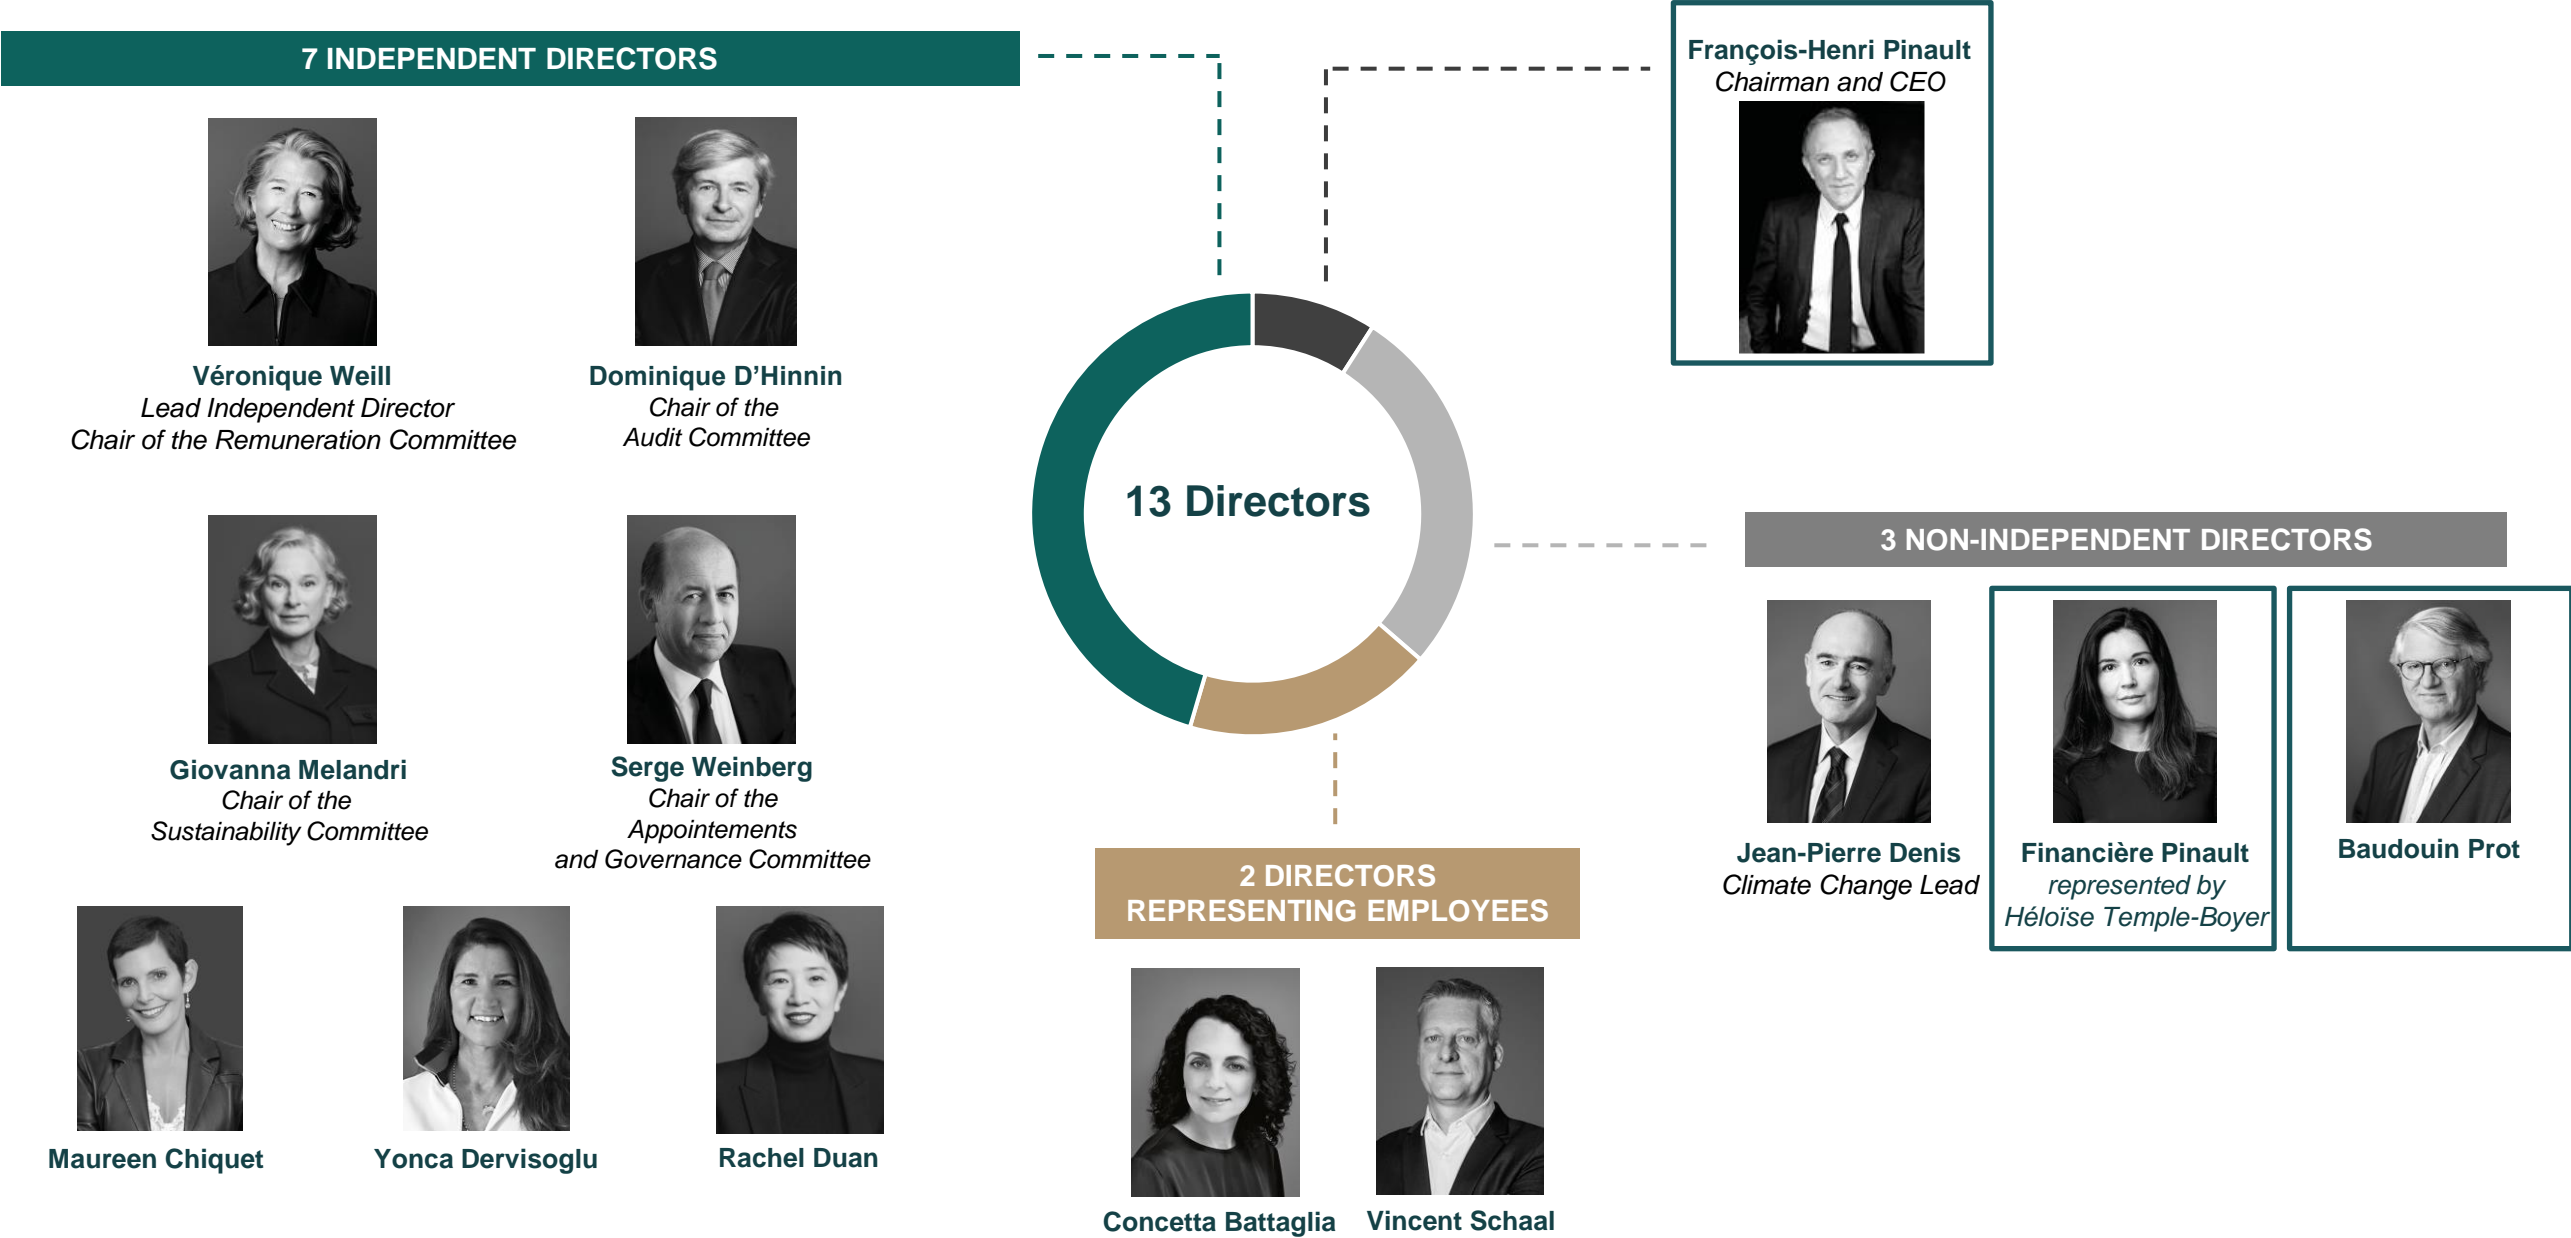 7 INDEPENDENT DIRECTORS
Véronique Weill
Lead Independent Director
Chair of the Remuneration Committee
Dominique D’Hinnin
Chair of the
Audit Committee
Giovanna Melandri
Chair of the
Sustainability Committee
Serge Weinberg
Chair of the
Appointements
and Governance Committee
Maureen Chiquet
Yonca Dervisoglu
Rachel Duan
13 Directors
François-Henri Pinault
Chairman and CEO
3 NON-INDEPENDENT DIRECTORS
Jean-Pierre Denis
Climate Change Lead
Financière Pinault
represented by
Héloïse Temple-Boyer
Baudouin Prot
2 DIRECTORS
REPRESENTING EMPLOYEES
Concetta Battaglia
Vincent Schaal